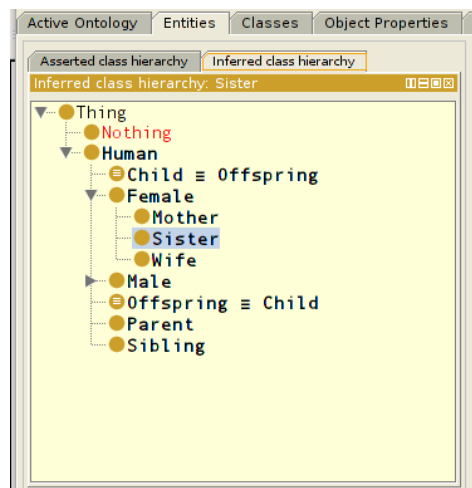 Active Ontology Entities Classes Object Properties
Asserted class hierarchy Inferred class hierarchy
Inferred class hierarchy: Sister
Thing
Nothing
Human
Child ≡ Offspring
Female
Mother
Sister
Wife
Male
Offspring ≡ Child
Parent
Sibling